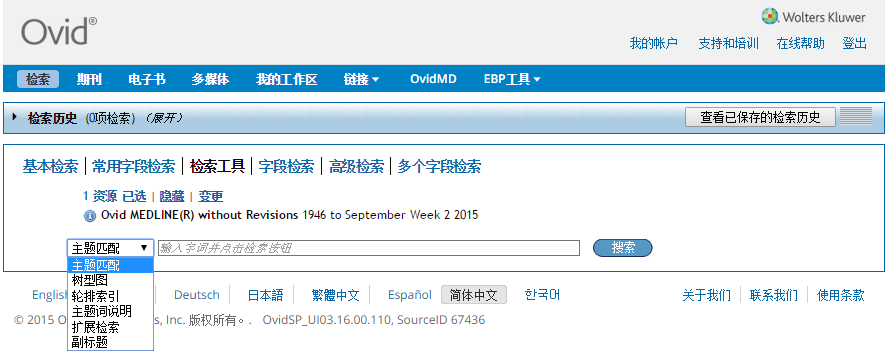 Ovid®
Wolters Kluwer
我的帐户 支持和培训 在线帮助 登出
检索 期刊 电子书 多媒体 我的工作区 链接 OvidMD EBP工具
检索历史 (0项检索) (展开) 查看已保存的检索历史
基本检索 常用字段检索 检索工具 字段检索 高级检索 多个字段检索
1 资源 已选 | 隐藏 | 变更
Ovid MEDLINE(R) without Revisions 1946 to September Week 2 2015
主题匹配 输入字词并点击检索按钮 搜索
主题匹配
树型图
轮排索引
主题词说明
扩展检索
副标题
Deutsch 日本語 繁體中文 Español 简体中文 한국어 关于我们 联系我们 使用条款
© 2015 Inc. 版权所有。. OvidSP_UI03.16.00.110, SourceID 67436